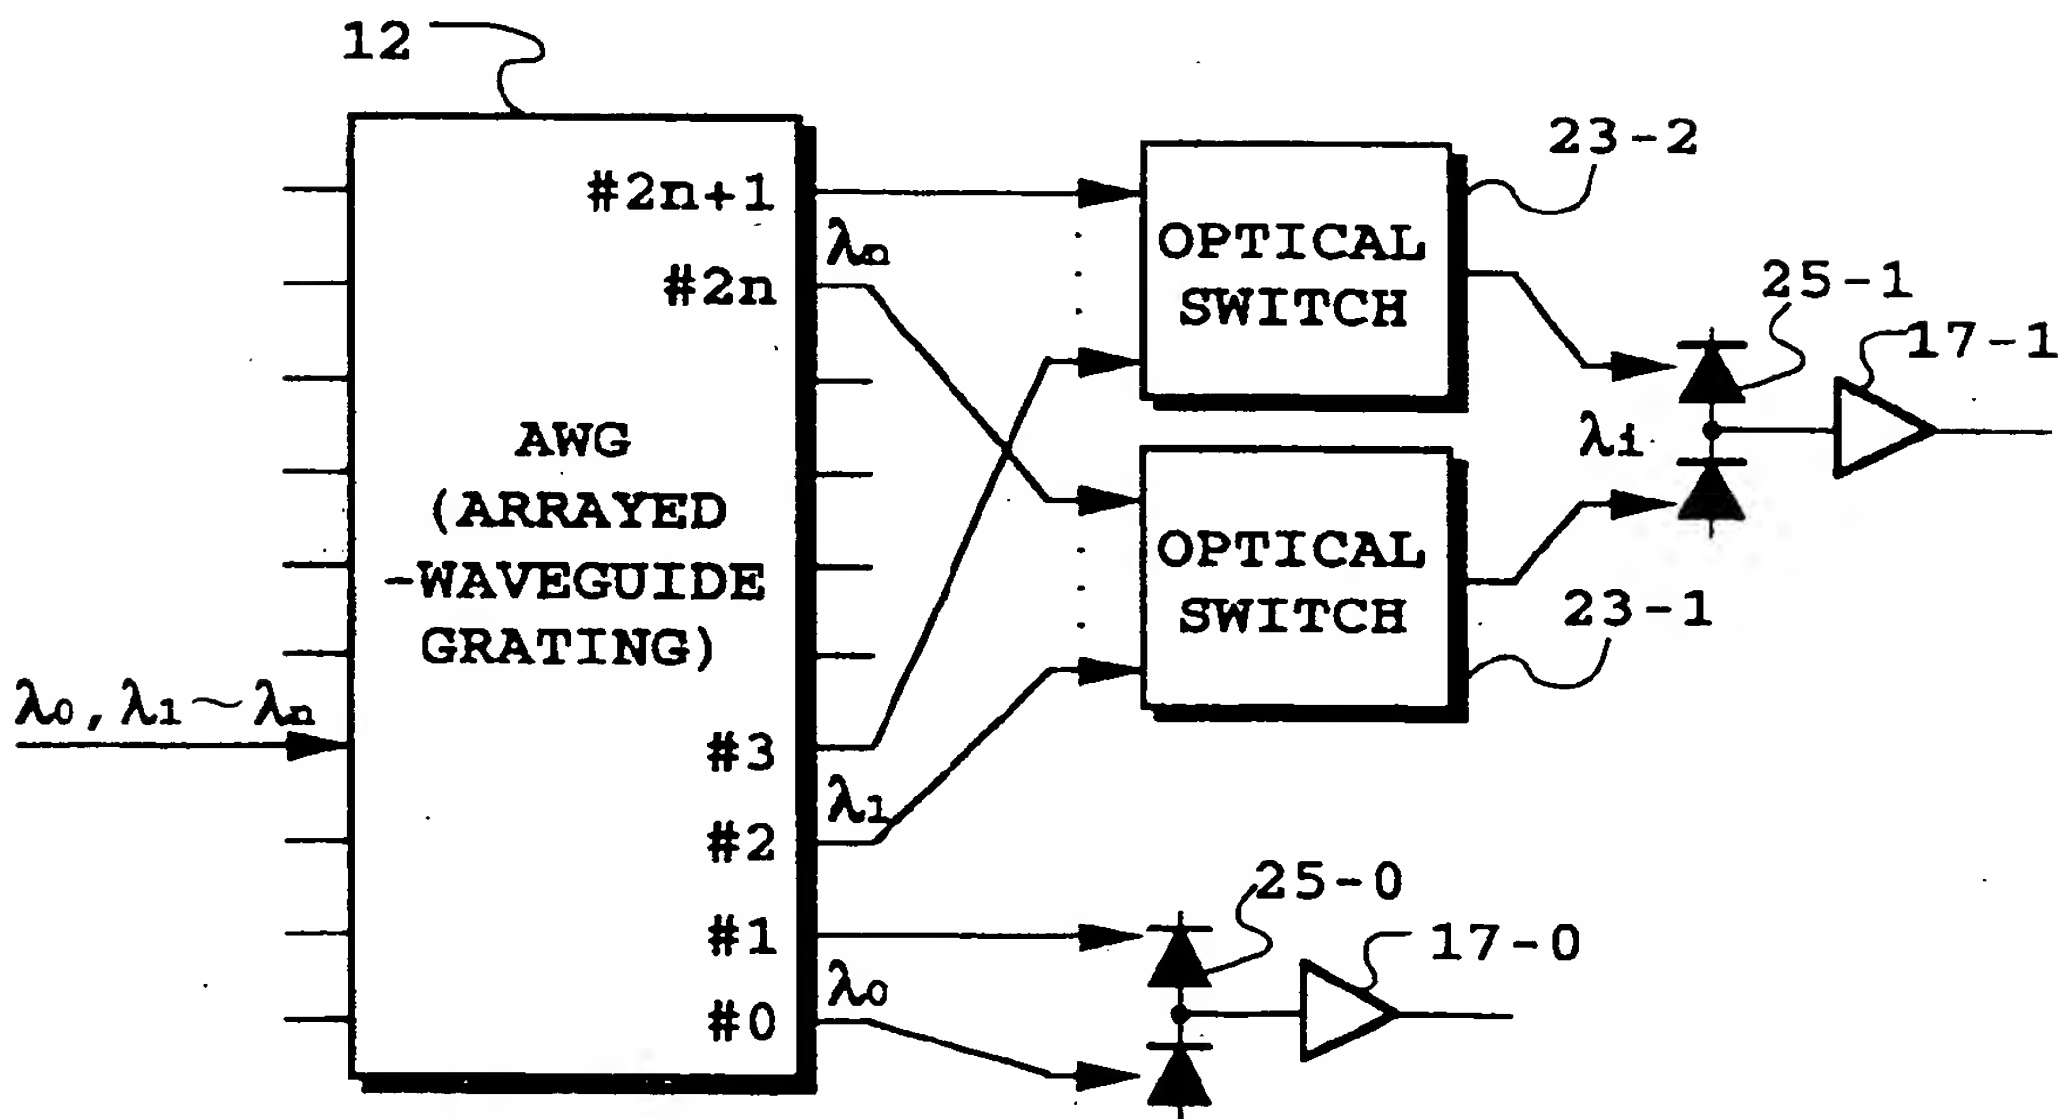 12
#2n+1
λn
#2n
AWG
(ARRAYED
-WAVEGUIDE
GRATING)
λ0, λ1～λn
#3
λ1
#2
#1
λ0
#0
OPTICAL
SWITCH
23-2
OPTICAL
SWITCH
23-1
25-1
17-1
λi
25-0
17-0